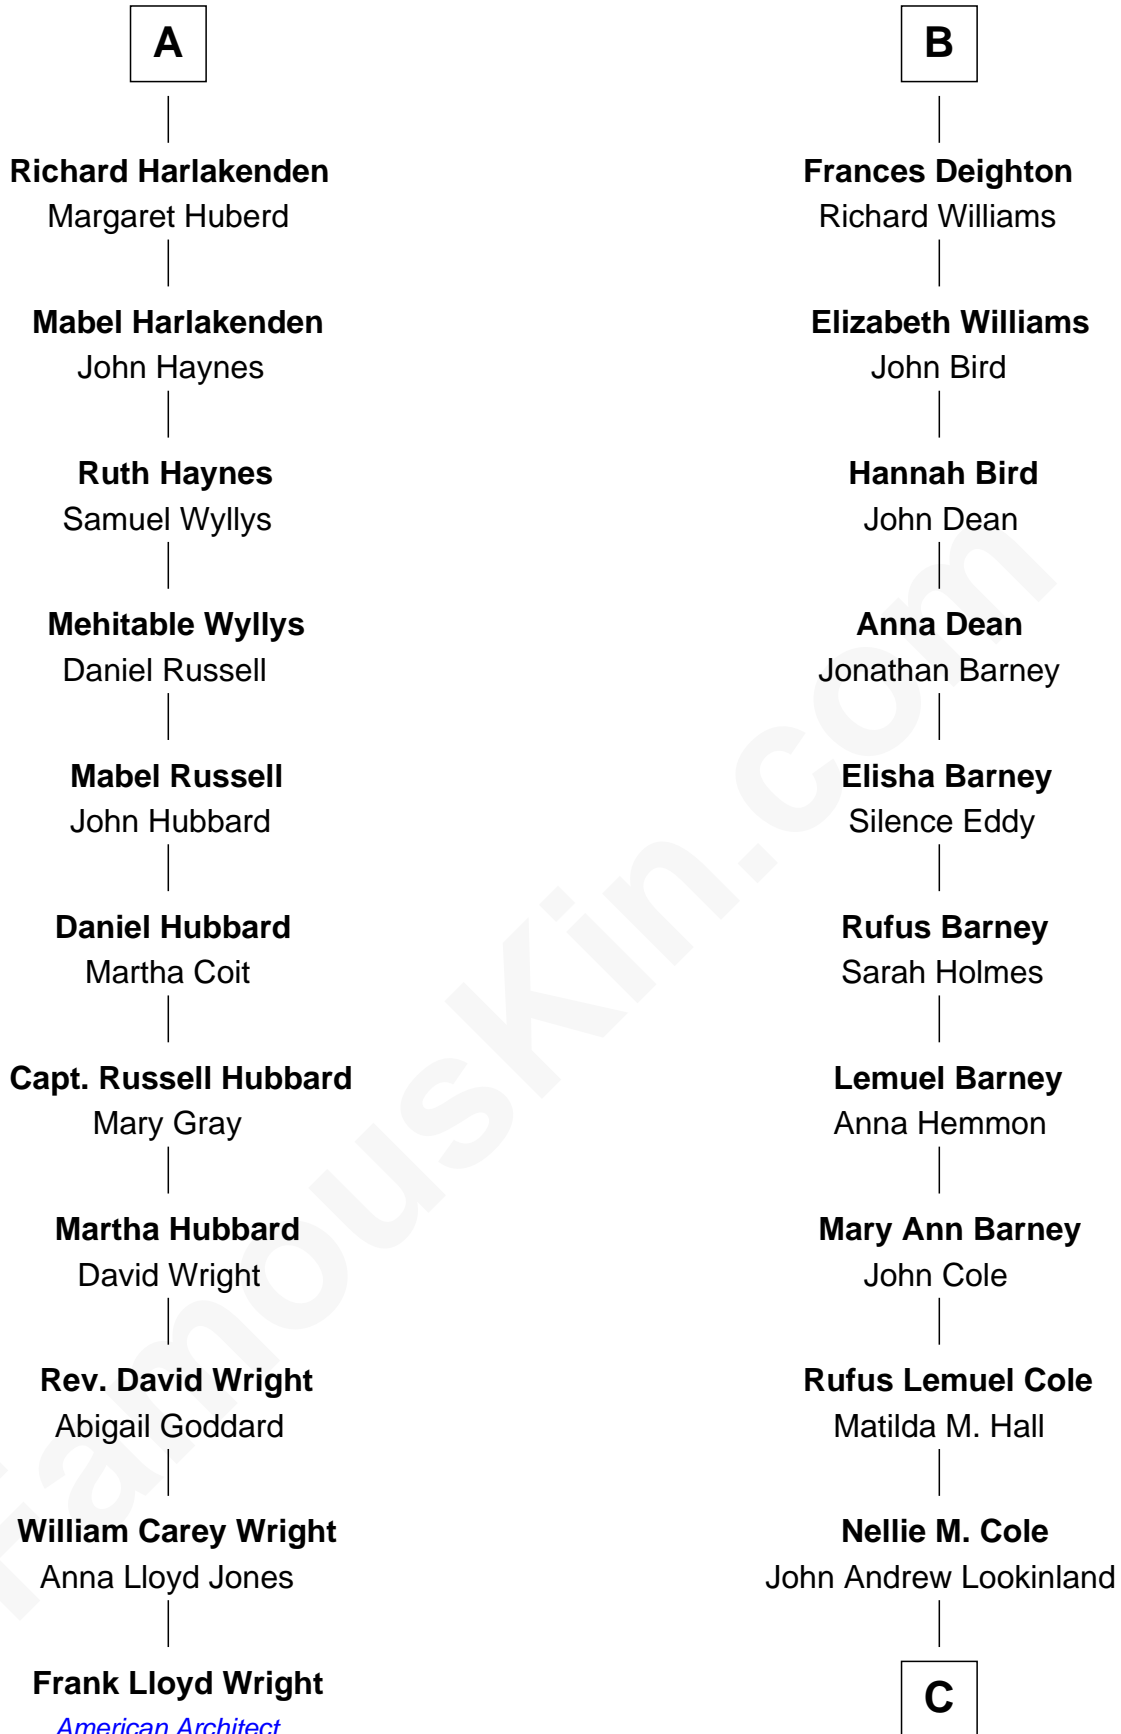 A
Richard Harlakenden
Margaret Huberd
Mabel Harlakenden
John Haynes
Ruth Haynes
Samuel Wyllys
Mehitable Wyllys
Daniel Russell
Mabel Russell
John Hubbard
Daniel Hubbard
Martha Coit
Capt. Russell Hubbard
Mary Gray
Martha Hubbard
David Wright
Rev. David Wright
Abigail Goddard
William Carey Wright
Anna Lloyd Jones
Frank Lloyd Wright
American Architect
B
Frances Deighton
Richard Williams
Elizabeth Williams
John Bird
Hannah Bird
John Dean
Anna Dean
Jonathan Barney
Elisha Barney
Silence Eddy
Rufus Barney
Sarah Holmes
Lemuel Barney
Anna Hemmon
Mary Ann Barney
John Cole
Rufus Lemuel Cole
Matilda M. Hall
Nellie M. Cole
John Andrew Lookinland
C
FamousKin.com